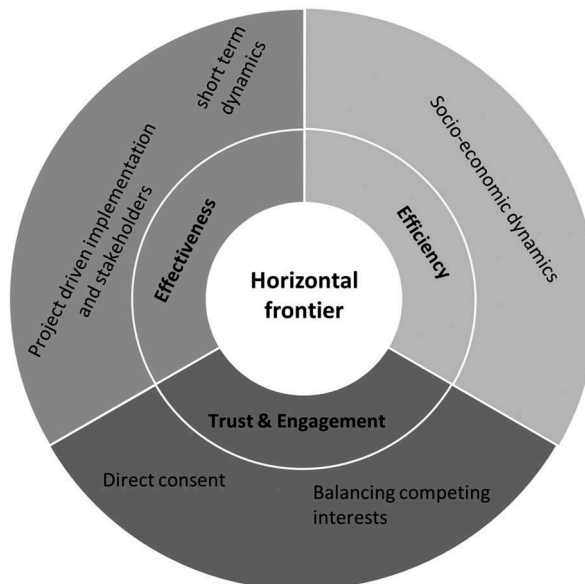 short term
dynamics
Project driven implementation
and stakeholders
Effectiveness
Socio-economic dynamics
Efficiency
Horizontal
frontier
Trust & Engagement
Direct consent
Balancing competing
interests